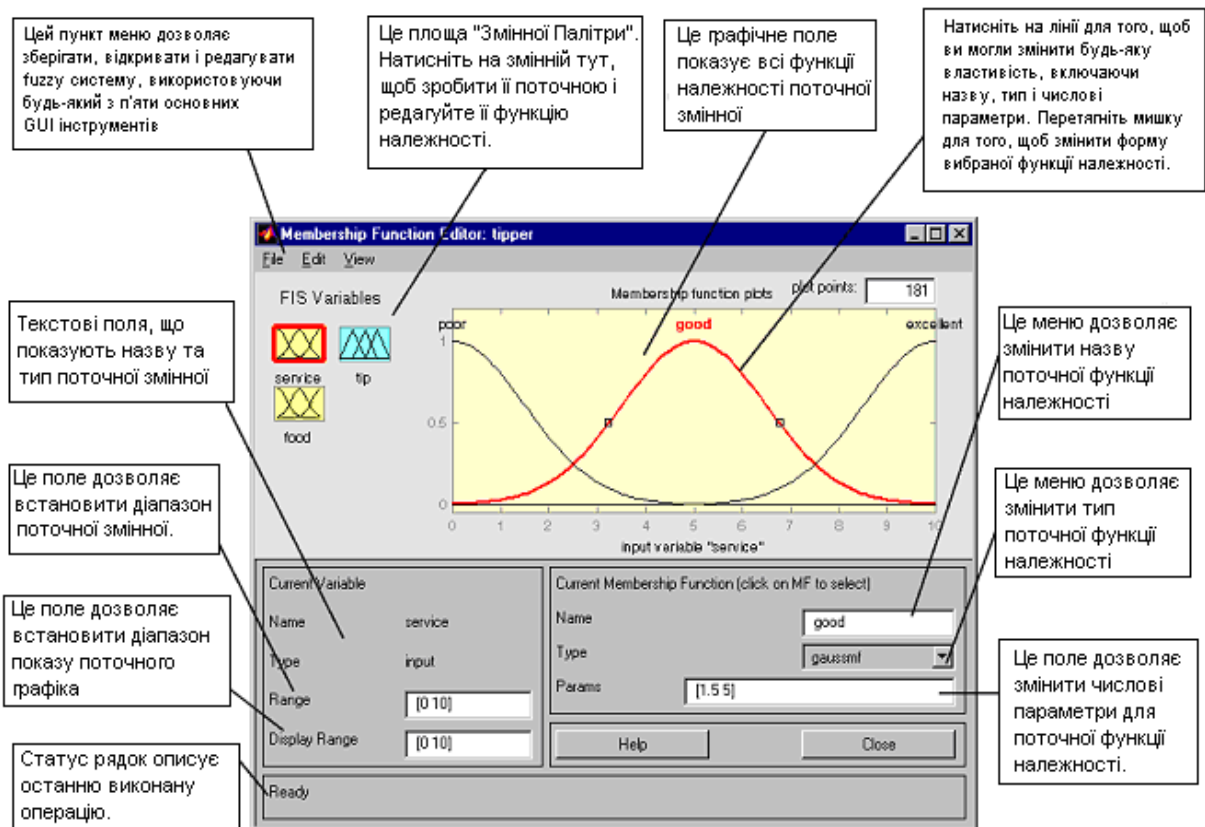 Цей пункт меню дозволяє
зберігати, відкривати і редагувати
fuzzy систему, використовуючи
будь-який з п'яти основних
GUI інструментів
Це площа "Змінної Палітри".
Натисніть на змінній тут,
щоб зробити її поточною і
редагуйте її функцію
належності.
Це графічне поле
показує всі функції
належності поточної
змінної
Натисніть на лінії для того, щоб
ви могли змінити будь-яку
властивість, включаючи
назву, тип і числові
параметри. Перетягніть мишку
для того, щоб змінити форму
вибраної функції належності.
Membership Function Editor: tipper
File Edit View
FIS Variables
Membership function plots
plot points:
181
service
tip
food
poor
good
excellent
1
0.5
0
0 1 2 3 4 5 6 7 8 9 10
input variable "service"
Текстові поля, що
показують назву та
тип поточної змінної
Це поле дозволяє
встановити діапазон
поточної змінної.
Це поле дозволяє
встановити діапазон
показу поточного
графіка
Статус рядок описує
останню виконану
операцію.
Current Variable
Name service
Type input
Range [0 10]
Display Range [0 10]
Current Membership Function (click on MF to select)
Name good
Type gaussmf
Params [1.5 5]
Help
Close
Ready
Це меню дозволяє
змінити назву
поточної функції
належності
Це меню дозволяє
змінити тип
поточної функції
належності
Це поле дозволяє
змінити числові
параметри для
поточної функції
належності.